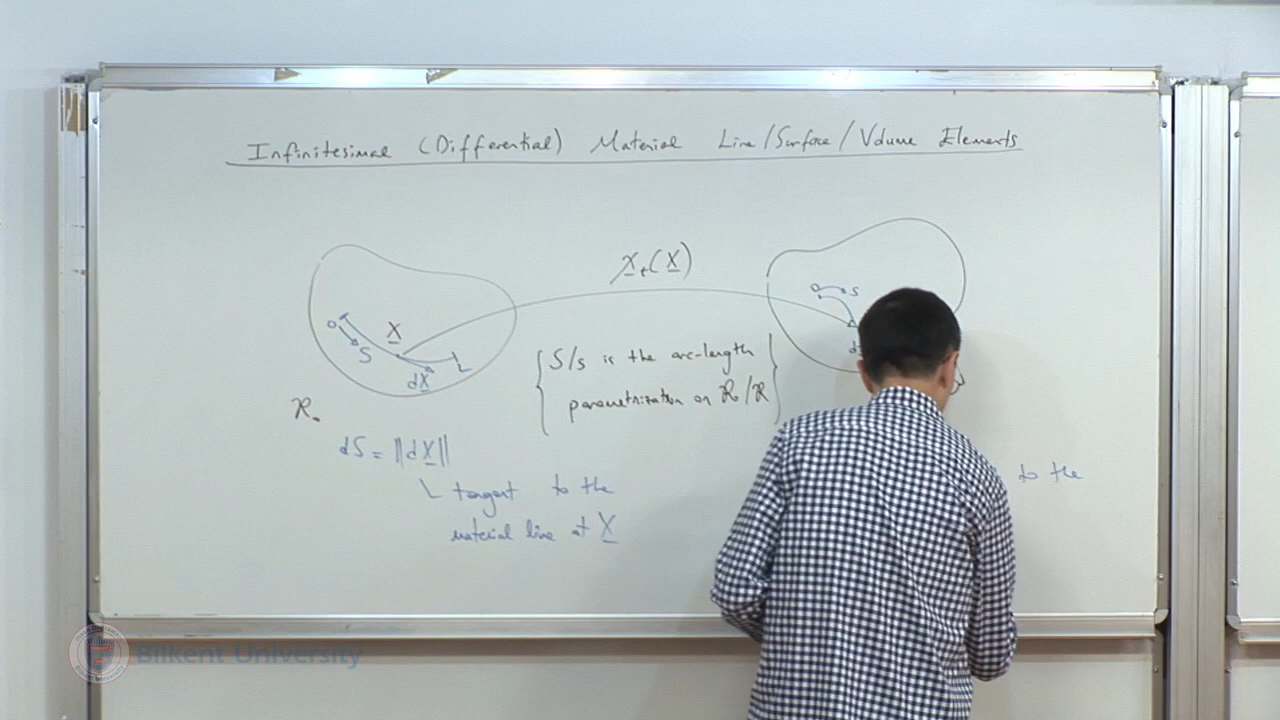 Infinitesimal (Differential) Material Line/Surface/Volume Elements
χₜ(X)
X
O
S
L
dX
O
s
S/s is the arc-length
parametrization on ℛ₀/ℛ
ℛ₀
dS = ||dX||
tangent to the
to the
material line at X
Bilkent University